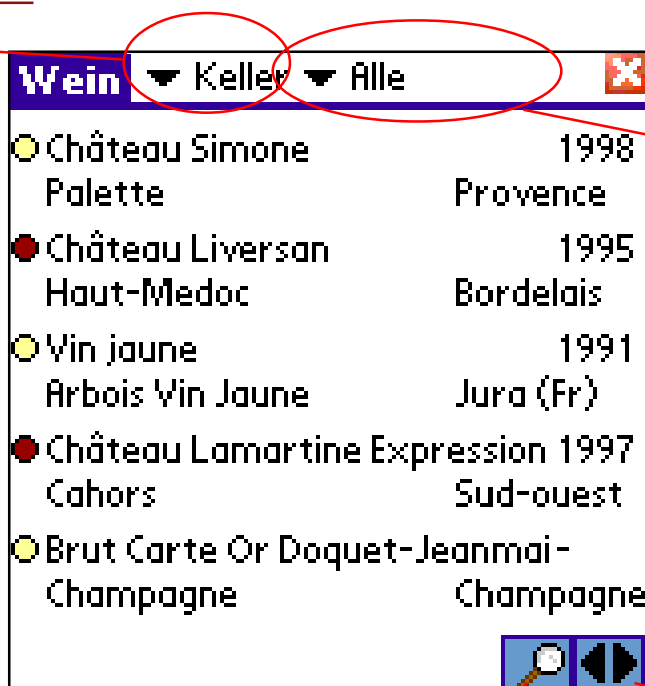 Wein Keller Alle
Château Simone 1998
Palette Provence
Château Liversan 1995
Haut-Medoc Bordelais
Vin jaune 1991
Arbois Vin Jaune Jura (Fr)
Château Lamartine Expression 1997
Cahors Sud-ouest
Brut Carte Or Doquet-Jeanmai-
Champagne Champagne